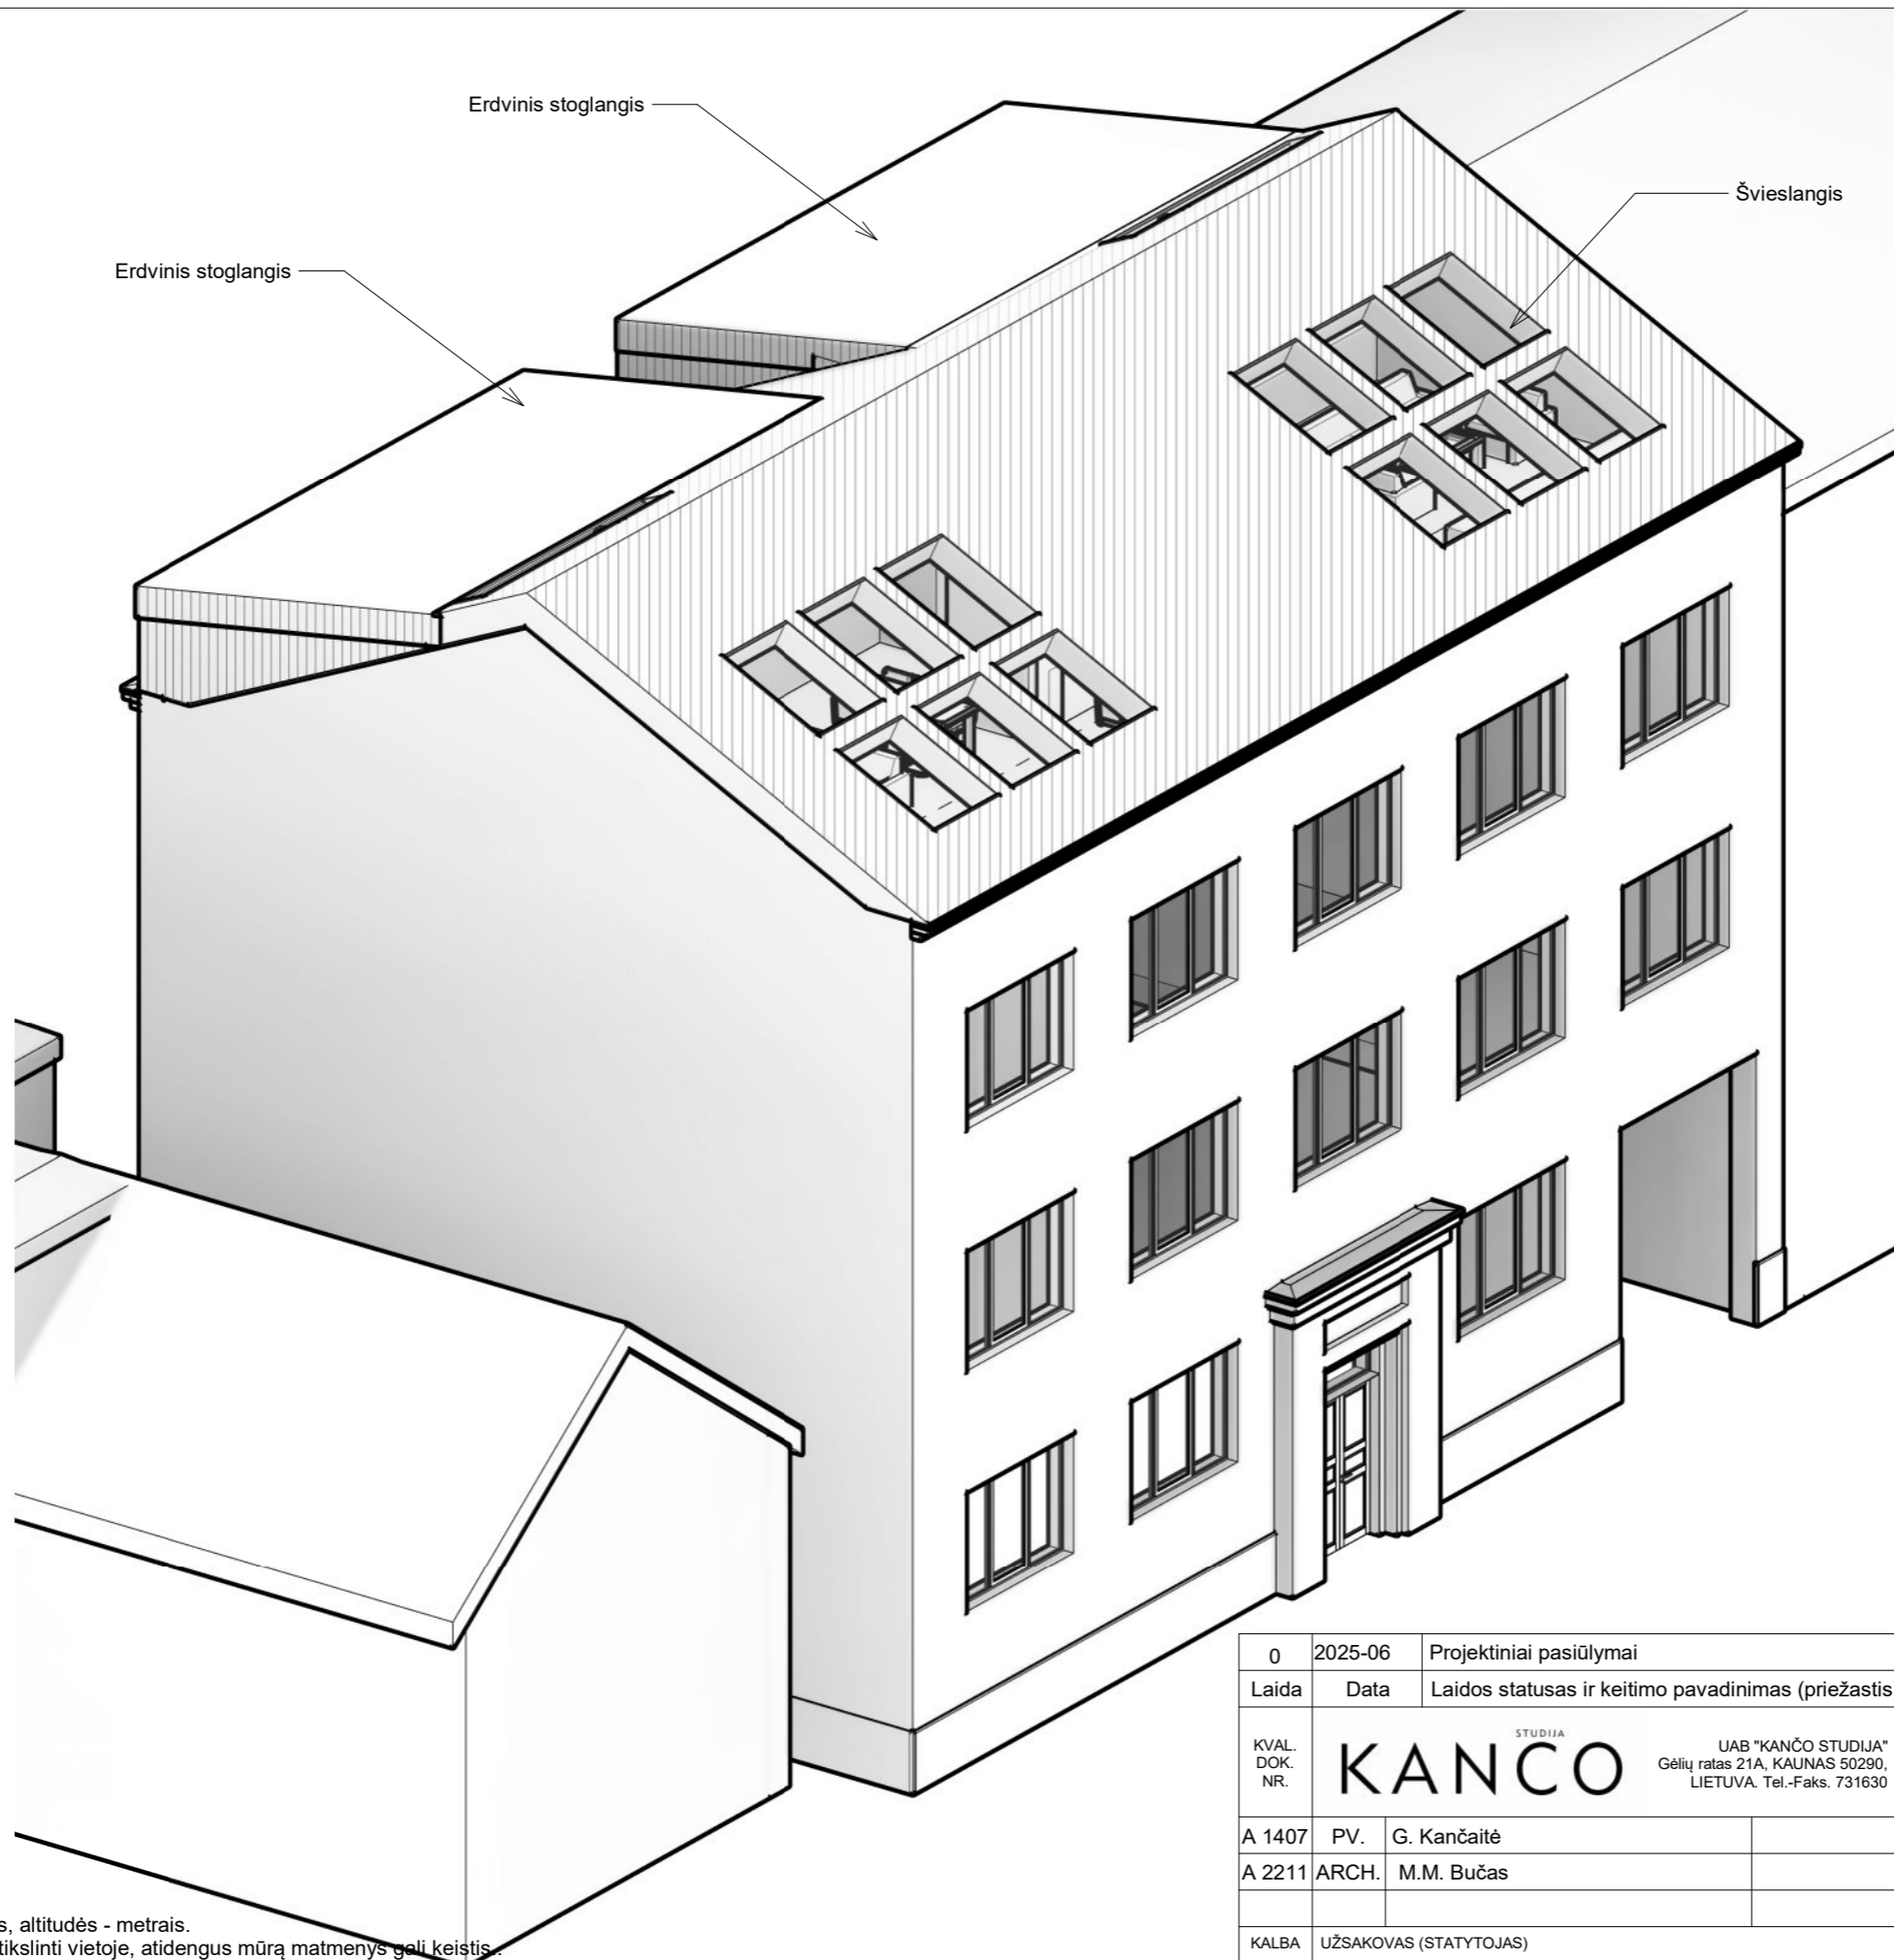 Erdvinis stoglangis
Švieslangis
Erdvinis stoglangis
0 2025-06 Projektiniai pasiūlymai
Laida Data Laidos statusas ir keitimo pavadinimas (priežastis
KVAL.
DOK.
NR.
STUDIJA
KANČO
UAB "KANČO STUDIJA"
Gėlių ratas 21A, KAUNAS 50290,
LIETUVA. Tel.-Faks. 731630
A 1407 PV. G. Kančaitė
A 2211 ARCH. M.M. Bučas
KALBA UŽSAKOVAS (STATYTOJAS)
s, altitudės - metrais.
tikslinti vietoje, atidengus mūrą matmenys gali keistis..